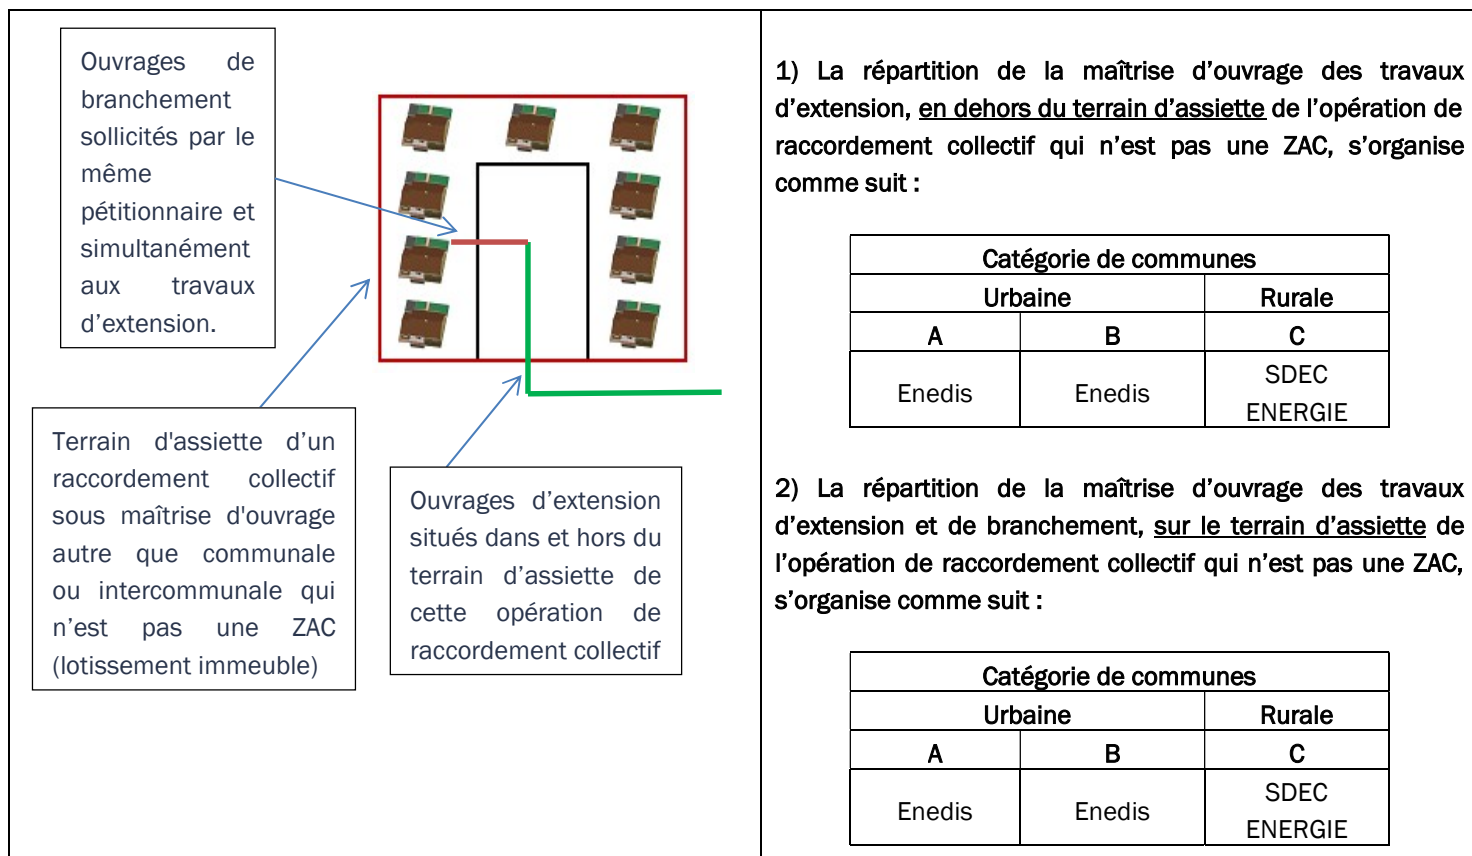 Ouvrages de
branchement
sollicités par le
même
pétitionnaire et
simultanément
aux travaux
d'extension.
Terrain d'assiette d'un
raccordement collectif
sous maîtrise d'ouvrage
autre que communale
ou intercommunale qui
n'est pas une ZAC
(lotissement immeuble)
Ouvrages d'extension
situés dans et hors du
terrain d'assiette de
cette opération de
raccordement collectif
1) La répartition de la maîtrise d'ouvrage des travaux
d'extension, en dehors du terrain d'assiette de l'opération de
raccordement collectif qui n'est pas une ZAC, s'organise
comme suit :
Catégorie de communes
Urbaine Rurale
A B C
Enedis Enedis SDEC
ENERGIE
2) La répartition de la maîtrise d'ouvrage des travaux
d'extension et de branchement, sur le terrain d'assiette de
l'opération de raccordement collectif qui n'est pas une ZAC,
s'organise comme suit :
Catégorie de communes
Urbaine Rurale
A B C
Enedis Enedis SDEC
ENERGIE